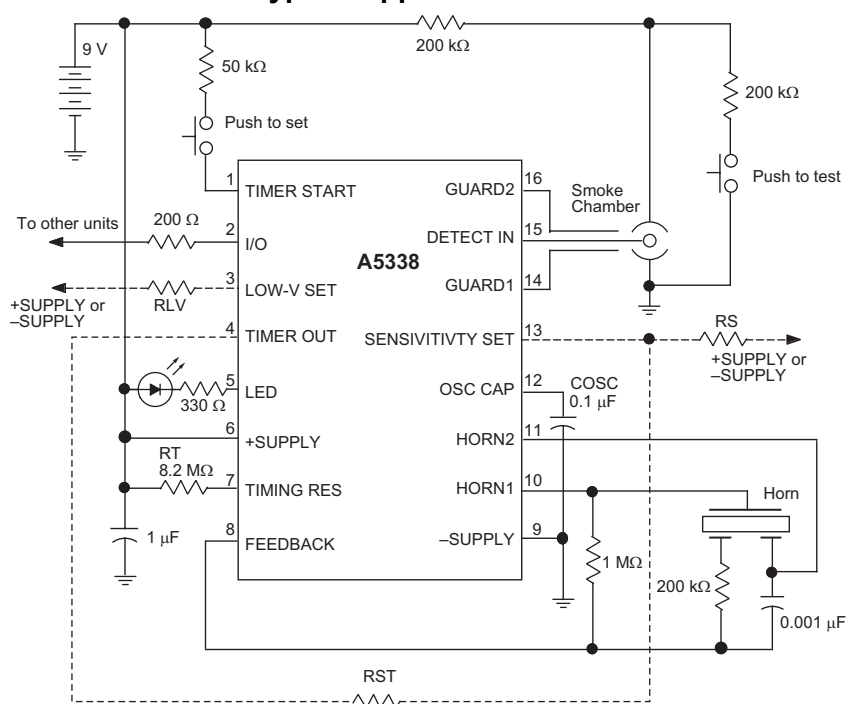 200 kΩ
9 V
50 kΩ
Push to set
200 kΩ
Push to test
1 TIMER START
GUARD2 16
Smoke
Chamber
To other units
200 Ω
2 I/O
DETECT IN 15
A5338
GUARD1 14
3 LOW-V SET
RLV
+SUPPLY or
–SUPPLY
4 TIMER OUT
SENSIVITIVTY SET 13
RS
+SUPPLY or
–SUPPLY
5 LED
330 Ω
OSC CAP 12
COSC
0.1 μF
6 +SUPPLY
HORN2 11
RT
8.2 MΩ
7 TIMING RES
HORN1 10
Horn
1 μF
8 FEEDBACK
–SUPPLY 9
1 MΩ
200 kΩ
0.001 μF
RST